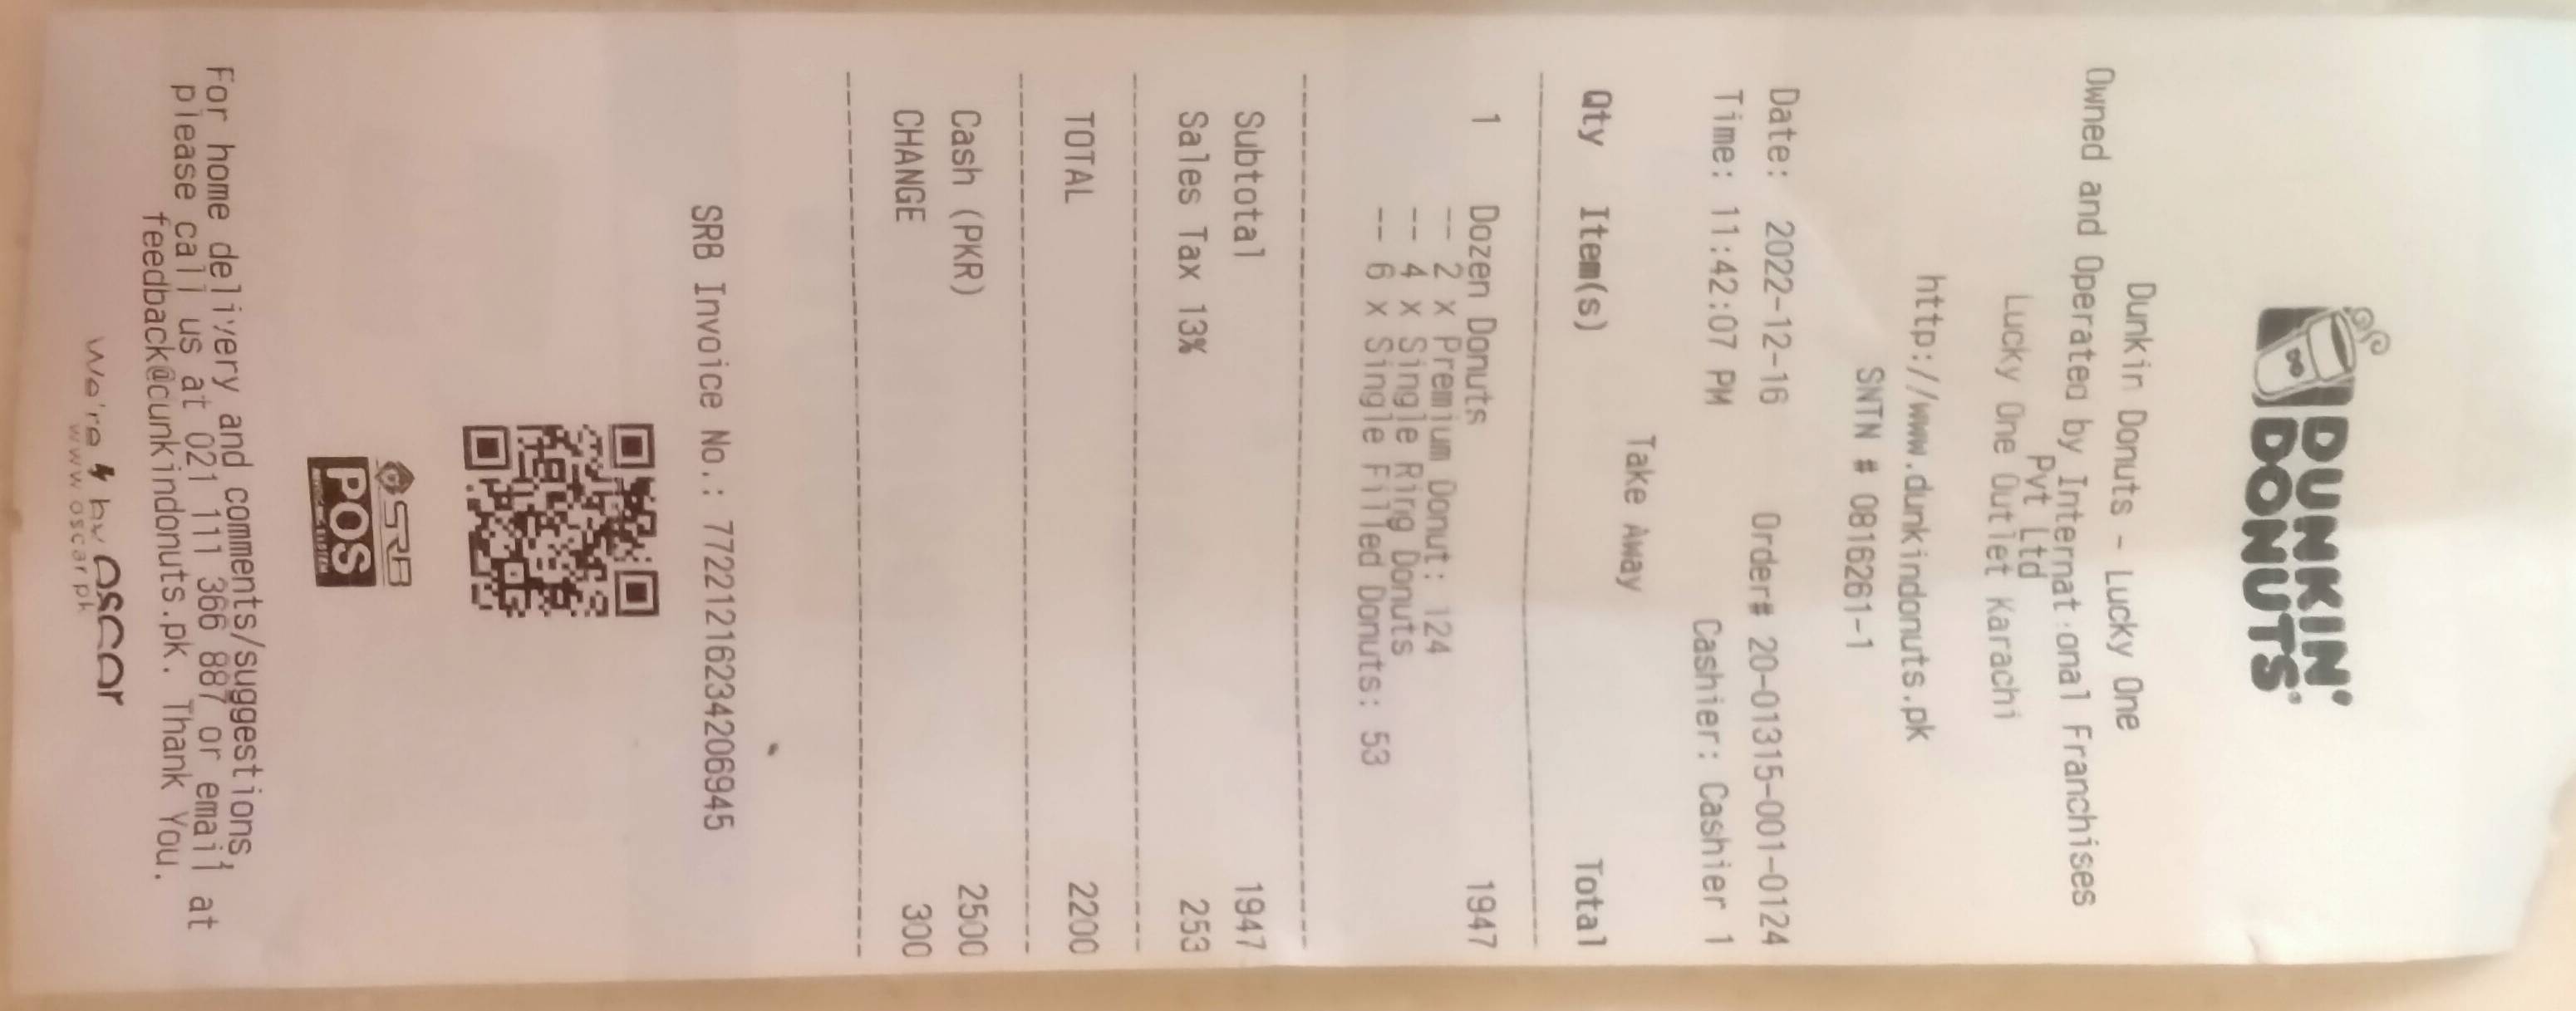 DUNKIN'
DONUTS
Dunkin Donuts - Lucky One
Owned and Operated by International Franchises
Pvt Ltd
Lucky One Outlet Karachi
http://www.dunkindonuts.pk
SNTN # 0816261-1
Date: 2022-12-16 Order# 20-01315-001-0124
Time: 11:42:07 PM Cashier: Cashier 1
Take Away
Qty Item(s) Total
1 Dozen Donuts 1947
-- 2 x Premium Donut: 124
-- 4 x Single Ring Donuts
-- 6 x Single Filled Donuts: 53
Subtotal 1947
Sales Tax 13% 253
TOTAL 2200
Cash (PKR) 2500
CHANGE 300
SRB Invoice No.: 77221216234206945
SRB
POS
For home delivery and comments/suggestions,
please call us at 021 111 366 887 or email at
feedback@cunkindonuts.pk. Thank You.
We're by oscar
www.oscar.pk